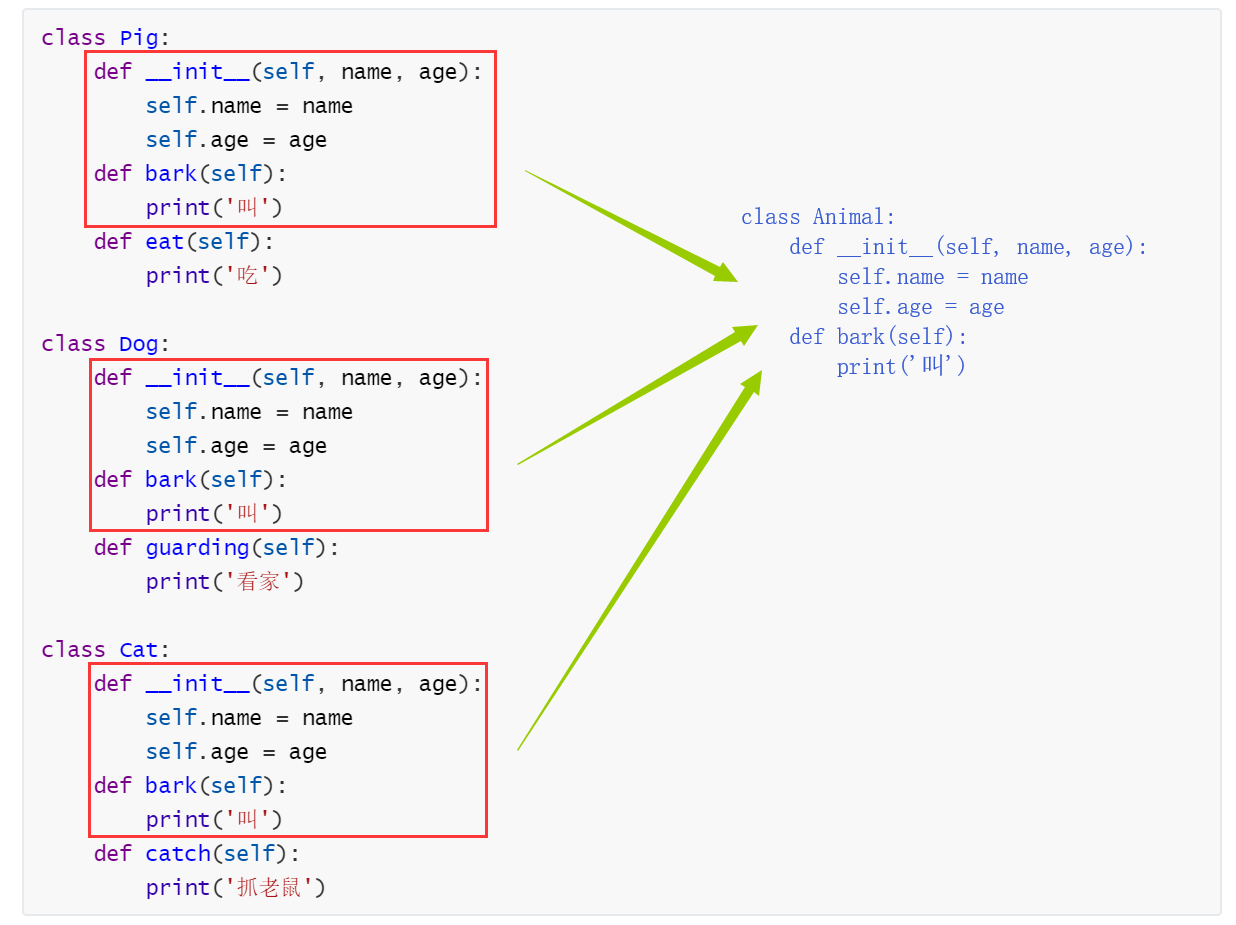 class Pig:
    def __init__(self, name, age):
        self.name = name
        self.age = age
    def bark(self):
        print('叫')
    def eat(self):
        print('吃')
class Dog:
    def __init__(self, name, age):
        self.name = name
        self.age = age
    def bark(self):
        print('叫')
    def guarding(self):
        print('看家')
class Cat:
    def __init__(self, name, age):
        self.name = name
        self.age = age
    def bark(self):
        print('叫')
    def catch(self):
        print('抓老鼠')
class Animal:
    def __init__(self, name, age):
        self.name = name
        self.age = age
    def bark(self):
        print('叫')